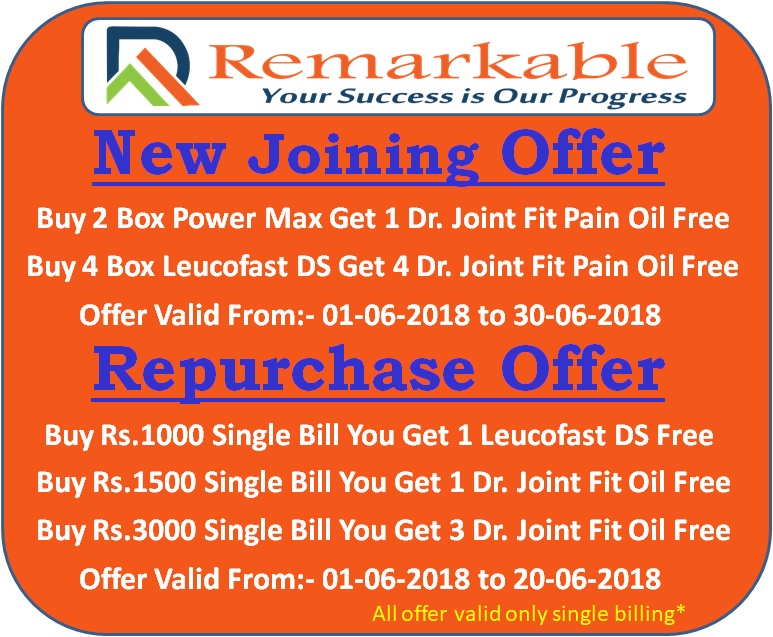 Remarkable
Your Success is Our Progress
New Joining Offer
Buy 2 Box Power Max Get 1 Dr. Joint Fit Pain Oil Free
Buy 4 Box Leucofast DS Get 4 Dr. Joint Fit Pain Oil Free
Offer Valid From:- 01-06-2018 to 30-06-2018
Repurchase Offer
Buy Rs.1000 Single Bill You Get 1 Leucofast DS Free
Buy Rs.1500 Single Bill You Get 1 Dr. Joint Fit Oil Free
Buy Rs.3000 Single Bill You Get 3 Dr. Joint Fit Oil Free
Offer Valid From:- 01-06-2018 to 20-06-2018
All offer valid only single billing*